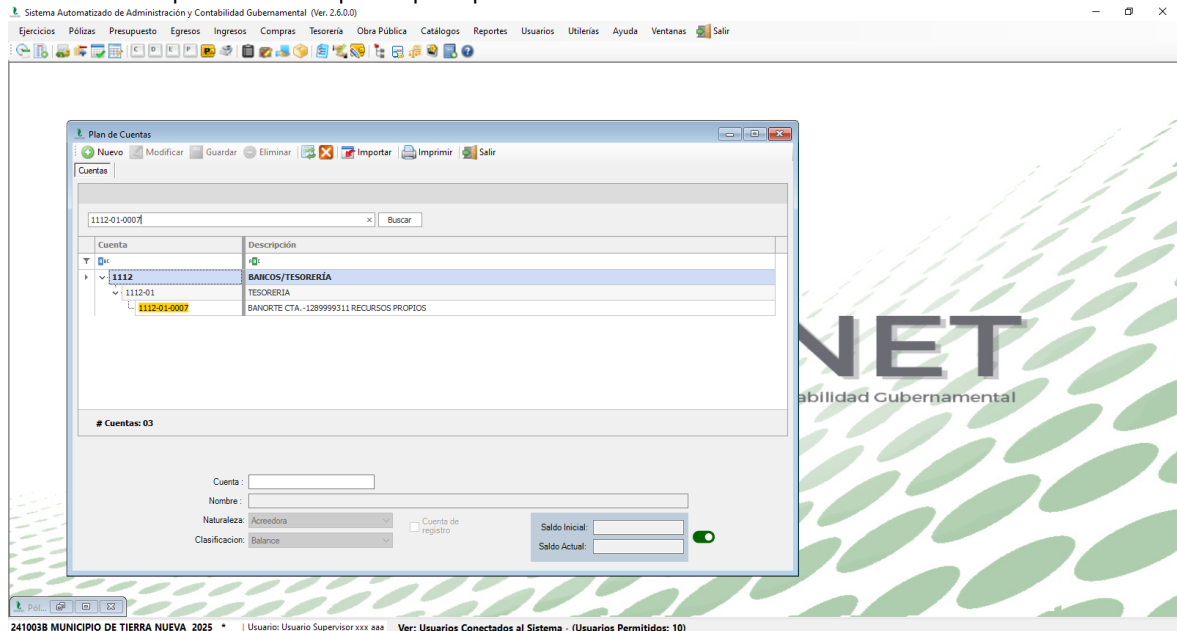 Sistema Automatizado de Administración y Contabilidad Gubernamental (Ver. 2.6.0.0)
Ejercicios Pólizas Presupuesto Egresos Ingresos Compras Tesorería Obra Pública Catálogos Reportes Usuarios Utilerías Ayuda Ventanas Salir
C D E P P
Plan de Cuentas
Nuevo Modificar Guardar Eliminar Importar Imprimir Salir
Cuentas
1112-01-0007 × Buscar
Cuenta Descripción
1112 BANCOS/TESORERÍA
1112-01 TESORERIA
1112-01-0007 BANORTE CTA.-1289999311 RECURSOS PROPIOS
NET
abilidad Gubernamental
# Cuentas: 03
Cuenta :
Nombre :
Naturaleza: Acreedora Cuenta de registro
Clasificacion: Balance
Saldo Inicial:
Saldo Actual:
Pól...
241003B MUNICIPIO DE TIERRA NUEVA 2025 * | Usuario: Usuario Supervisor xxx aaa Ver: Usuarios Conectados al Sistema - (Usuarios Permitidos: 10)